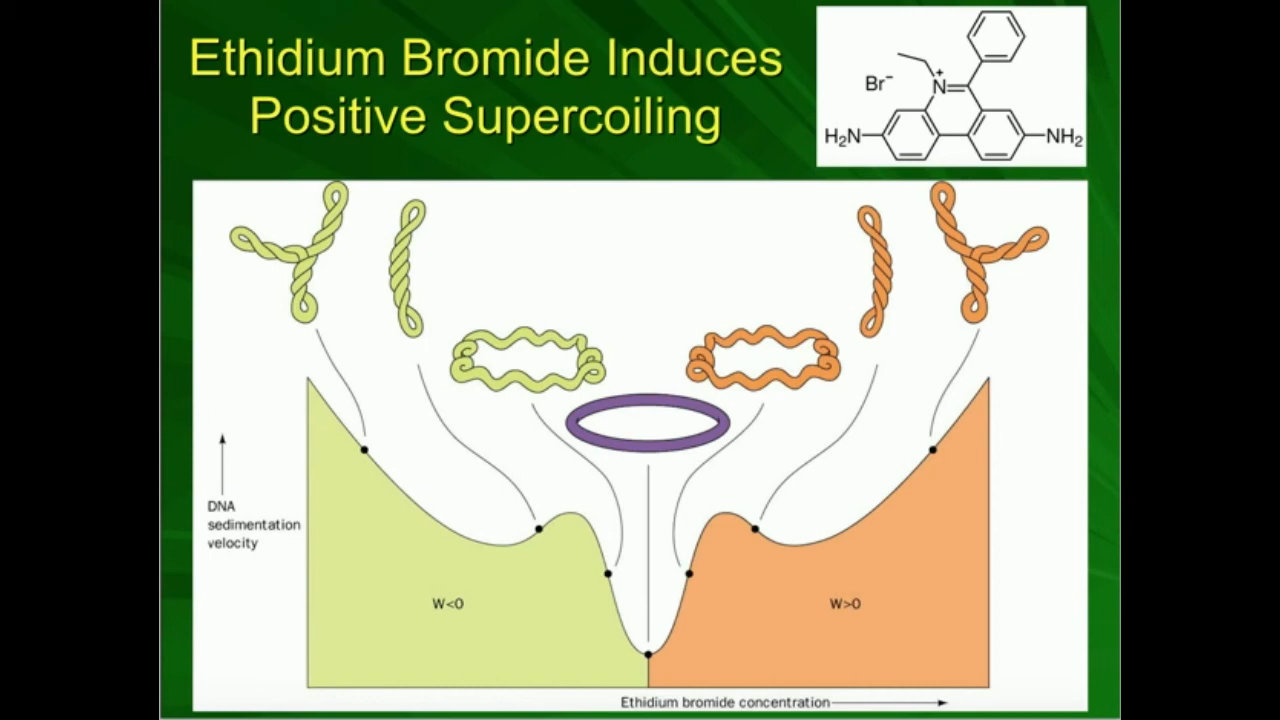 Ethidium Bromide Induces
Positive Supercoiling
Br⁻
N⁺
H₂N
NH₂
DNA
sedimentation
velocity
W<0
W>0
Ethidium bromide concentration